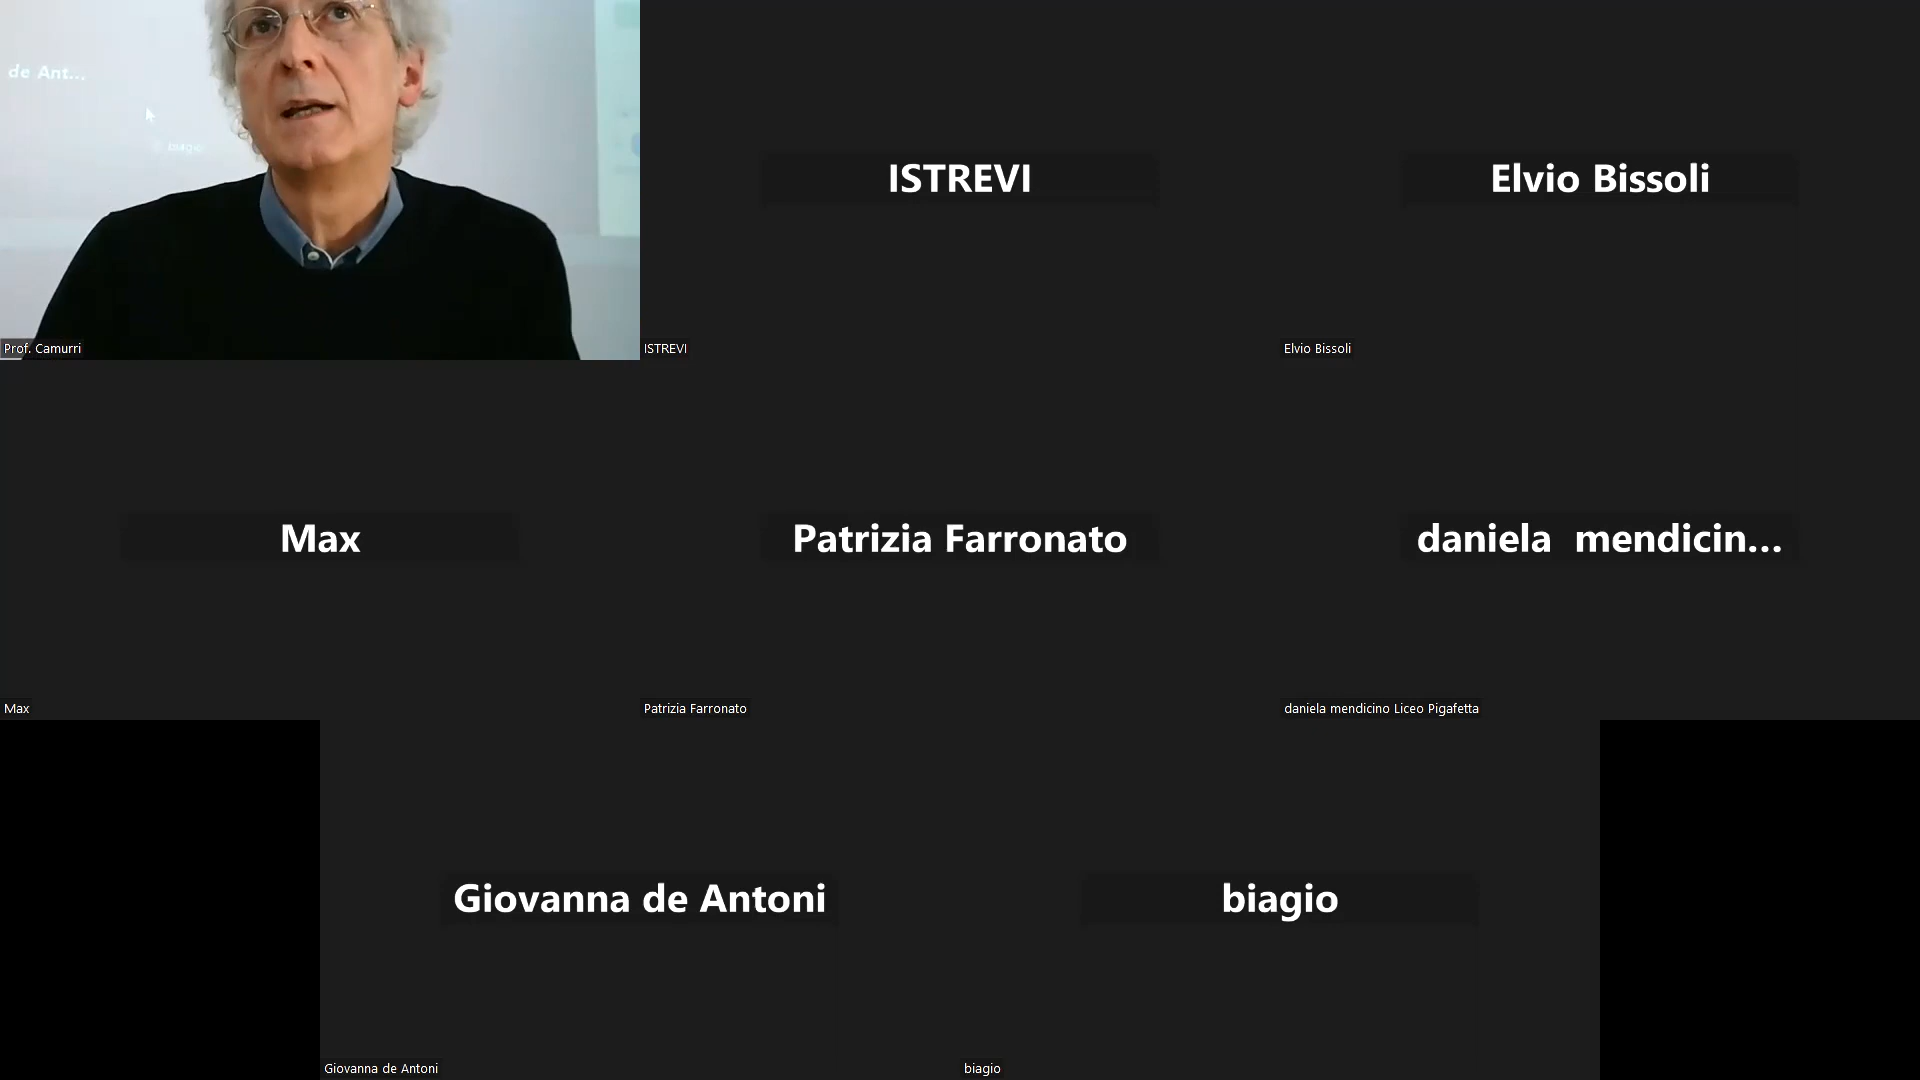 de Ant...
biagio
Prof. Camurri
ISTREVI
ISTREVI
Elvio Bissoli
Elvio Bissoli
Max
Max
Patrizia Farronato
Patrizia Farronato
daniela mendicin...
daniela mendicino Liceo Pigafetta
Giovanna de Antoni
Giovanna de Antoni
biagio
biagio